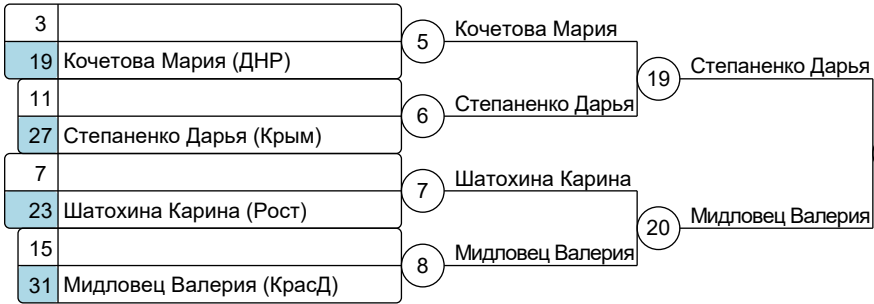 3
19 Кочетова Мария (ДНР)
5 Кочетова Мария
11
27 Степаненко Дарья (Крым)
6 Степаненко Дарья
19 Степаненко Дарья
7
23 Шатохина Карина (Рост)
7 Шатохина Карина
15
31 Мидловец Валерия (КрасД)
8 Мидловец Валерия
20 Мидловец Валерия